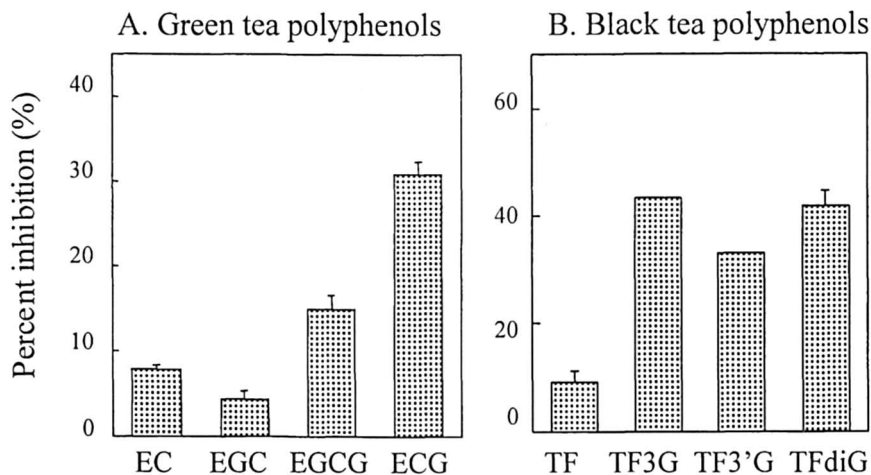 A. Green tea polyphenols
B. Black tea polyphenols
Percent inhibition (%)
40
30
20
10
0
EC EGC EGCG ECG
60
40
20
0
TF TF3G TF3'G TFdiG